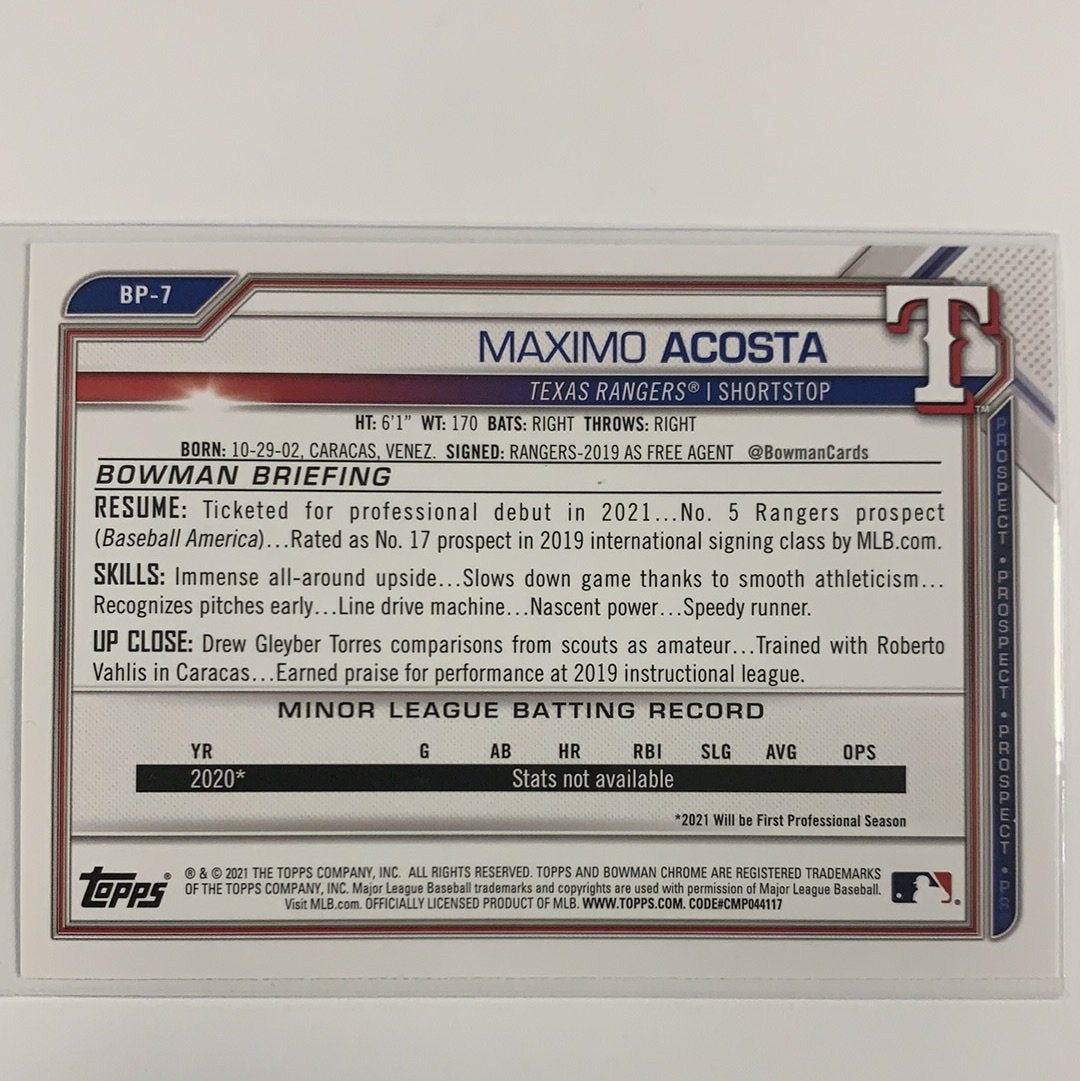 BP-7
MAXIMO ACOSTA
TEXAS RANGERS® | SHORTSTOP
T
TM
HT: 6'1" WT: 170 BATS: RIGHT THROWS: RIGHT
BORN: 10-29-02, CARACAS, VENEZ. SIGNED: RANGERS-2019 AS FREE AGENT @BowmanCards
BOWMAN BRIEFING
RESUME: Ticketed for professional debut in 2021...No. 5 Rangers prospect
(Baseball America)...Rated as No. 17 prospect in 2019 international signing class by MLB.com.
SKILLS: Immense all-around upside...Slows down game thanks to smooth athleticism...
Recognizes pitches early...Line drive machine...Nascent power...Speedy runner.
UP CLOSE: Drew Gleyber Torres comparisons from scouts as amateur...Trained with Roberto
Vahlis in Caracas...Earned praise for performance at 2019 instructional league.
MINOR LEAGUE BATTING RECORD
YR G AB HR RBI SLG AVG OPS
2020* Stats not available
*2021 Will be First Professional Season
TOPPS®
® & © 2021 THE TOPPS COMPANY, INC. ALL RIGHTS RESERVED. TOPPS AND BOWMAN CHROME ARE REGISTERED TRADEMARKS
OF THE TOPPS COMPANY, INC. Major League Baseball trademarks and copyrights are used with permission of Major League Baseball.
Visit MLB.com. OFFICIALLY LICENSED PRODUCT OF MLB. WWW.TOPPS.COM. CODE#CMP044117
PROSPECT • PROSPECT • PROSPECT • PR